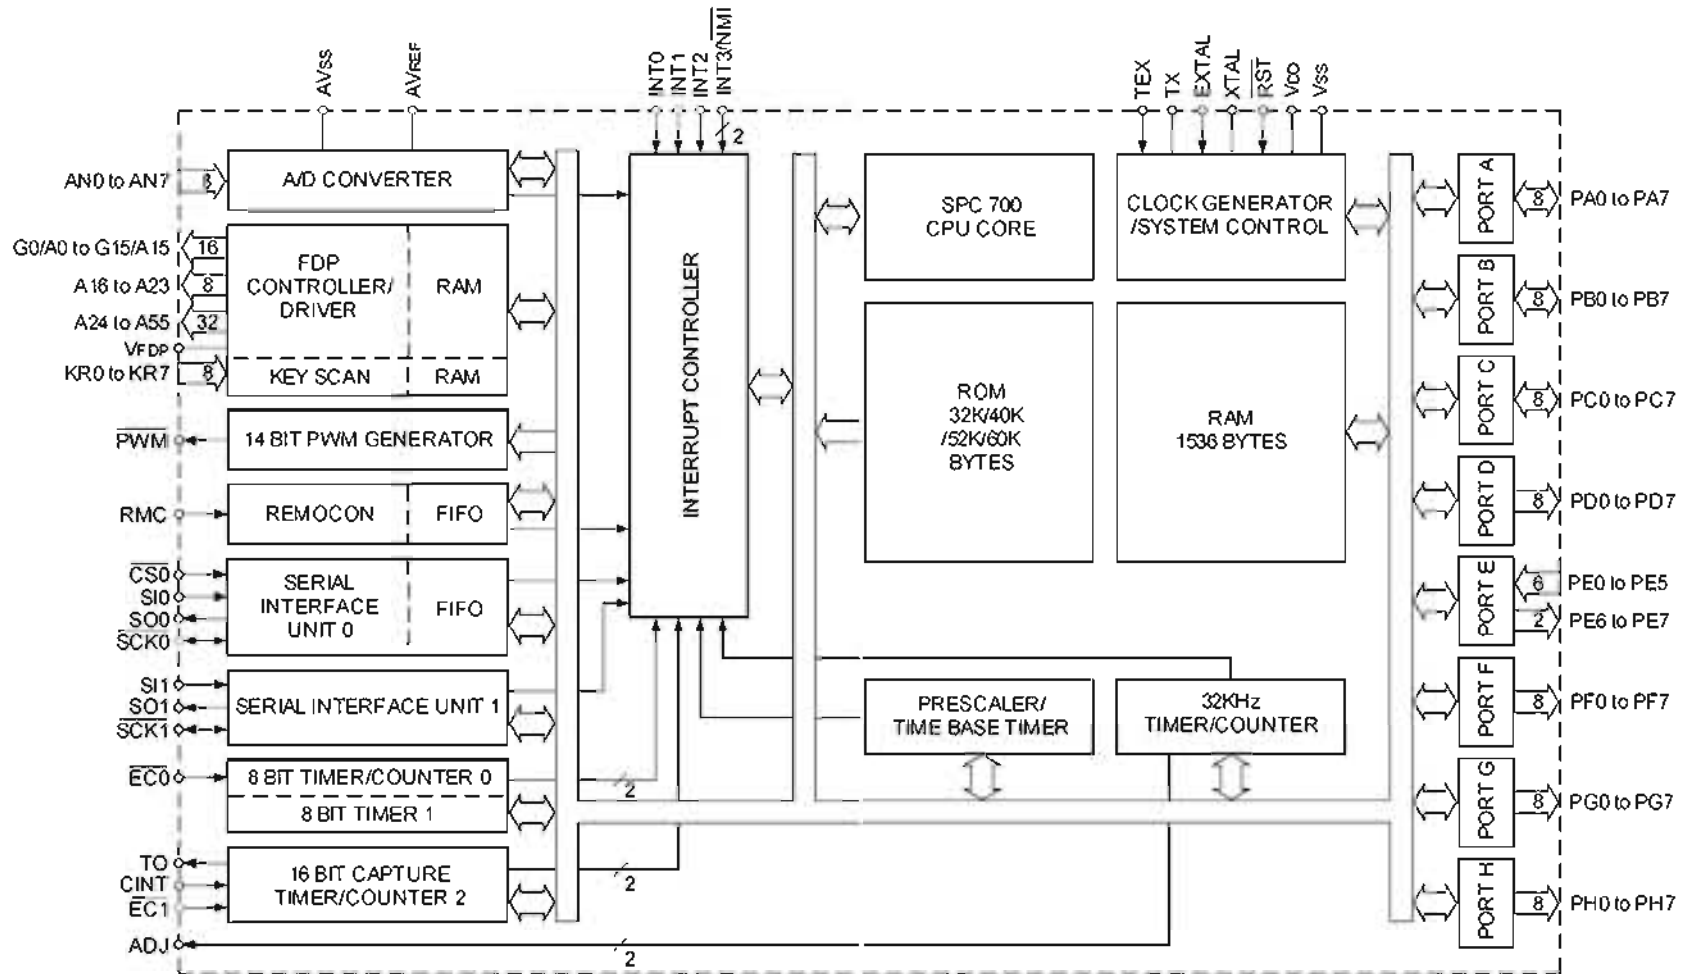 AVSS
AVREF
INT0
INT1
INT2
INT3/NMI
2
TEX
TX
EXTAL
XTAL
RST
VDD
VSS
AN0 to AN7
8
A/D CONVERTER
G0/A0 to G15/A15
16
A16 to A23
8
A24 to A55
32
VFDP
KR0 to KR7
8
FDP
CONTROLLER/
DRIVER
RAM
KEY SCAN
RAM
PWM
14 BIT PWM GENERATOR
RMC
REMOCON
FIFO
CS0
SI0
SO0
SCK0
SERIAL
INTERFACE
UNIT 0
FIFO
SI1
SO1
SCK1
SERIAL INTERFACE UNIT 1
EC0
8 BIT TIMER/COUNTER 0
8 BIT TIMER 1
2
TO
CINT
EC1
16 BIT CAPTURE
TIMER/COUNTER 2
2
ADJ
2
INTERRUPT CONTROLLER
SPC 700
CPU CORE
CLOCK GENERATOR
/SYSTEM CONTROL
ROM
32K/40K
/52K/60K
BYTES
RAM
1536 BYTES
PRESCALER/
TIME BASE TIMER
32KHz
TIMER/COUNTER
PORT A
8
PA0 to PA7
PORT B
8
PB0 to PB7
PORT C
8
PC0 to PC7
PORT D
8
PD0 to PD7
PORT E
6
PE0 to PE5
2
PE6 to PE7
PORT F
8
PF0 to PF7
PORT G
8
PG0 to PG7
PORT H
8
PH0 to PH7